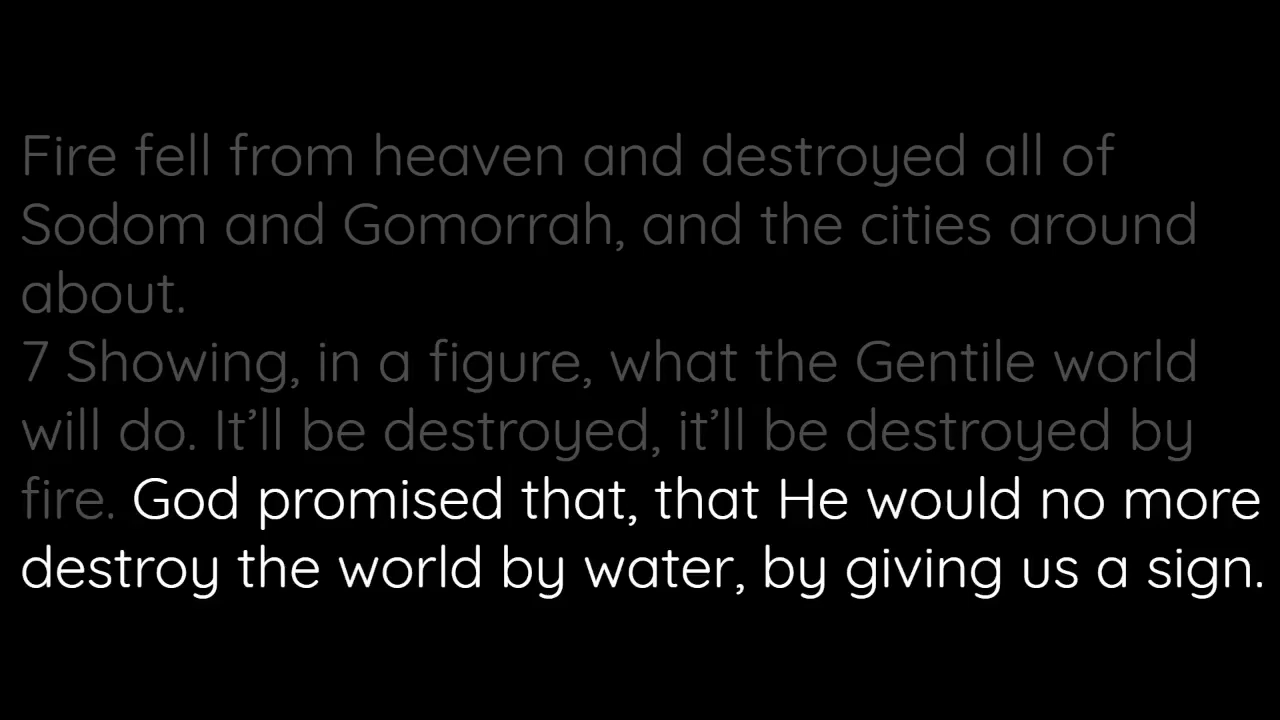 Fire fell from heaven and destroyed all of
Sodom and Gomorrah, and the cities around
about.
7 Showing, in a figure, what the Gentile world
will do. It’ll be destroyed, it’ll be destroyed by
fire. God promised that, that He would no more
destroy the world by water, by giving us a sign.